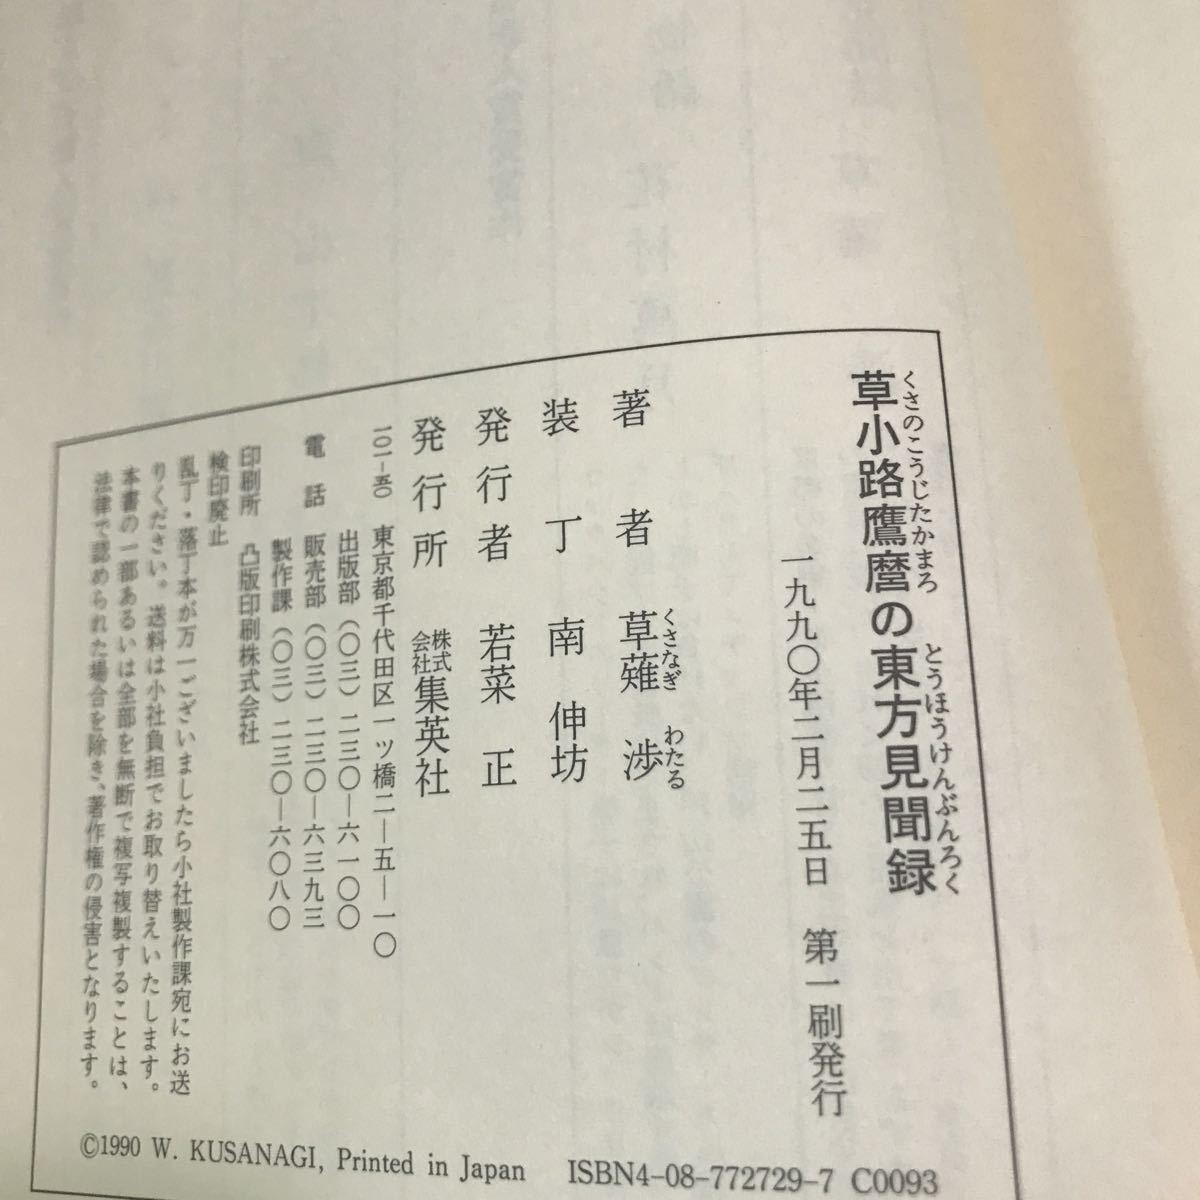 草小路鷹麿の東方見聞録
くさのこうじたかまろ
とうほうけんぶんろく
一九九〇年二月二五日 第一刷発行
著者 草薙 渉
くさなぎ わたる
装丁 南 伸坊
発行者 若菜 正
発行所 株式会社集英社
一〇一―五〇 東京都千代田区一ッ橋二―五―一〇
出版部(〇三)二三〇―六一〇〇
電話 販売部(〇三)二三〇―六三九三
製作課(〇三)二三〇―六〇八〇
印刷所 凸版印刷株式会社
検印廃止
乱丁・落丁本が万一ございましたら小社製作課宛にお送
りください。送料は小社負担でお取り替えいたします。
本書の一部あるいは全部を無断で複写複製することは、
法律で認められた場合を除き、著作権の侵害となります。
©1990 W. KUSANAGI, Printed in Japan ISBN4-08-772729-7 C0093